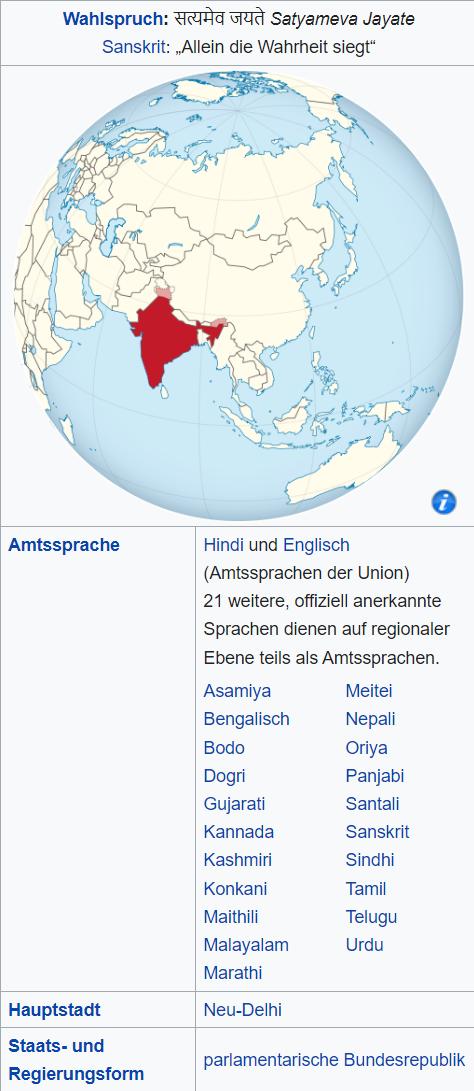 Wahlspruch: सत्यमेव जयते Satyameva Jayate
Sanskrit: „Allein die Wahrheit siegt“
i
Amtssprache
Hindi und Englisch
(Amtssprachen der Union)
21 weitere, offiziell anerkannte
Sprachen dienen auf regionaler
Ebene teils als Amtssprachen.
Asamiya
Bengalisch
Bodo
Dogri
Gujarati
Kannada
Kashmiri
Konkani
Maithili
Malayalam
Marathi
Meitei
Nepali
Oriya
Panjabi
Santali
Sanskrit
Sindhi
Tamil
Telugu
Urdu
Hauptstadt
Neu-Delhi
Staats- und
Regierungsform
parlamentarische Bundesrepublik